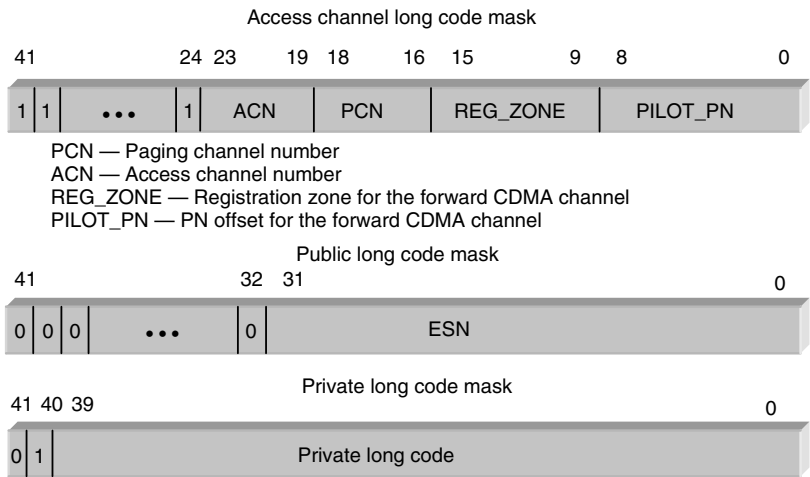 Access channel long code mask
41 24 23 19 18 16 15 9 8 0
1 1 ••• 1 ACN PCN REG_ZONE PILOT_PN
PCN — Paging channel number
ACN — Access channel number
REG_ZONE — Registration zone for the forward CDMA channel
PILOT_PN — PN offset for the forward CDMA channel
Public long code mask
41 32 31 0
0 0 0 ••• 0 ESN
Private long code mask
41 40 39 0
0 1 Private long code